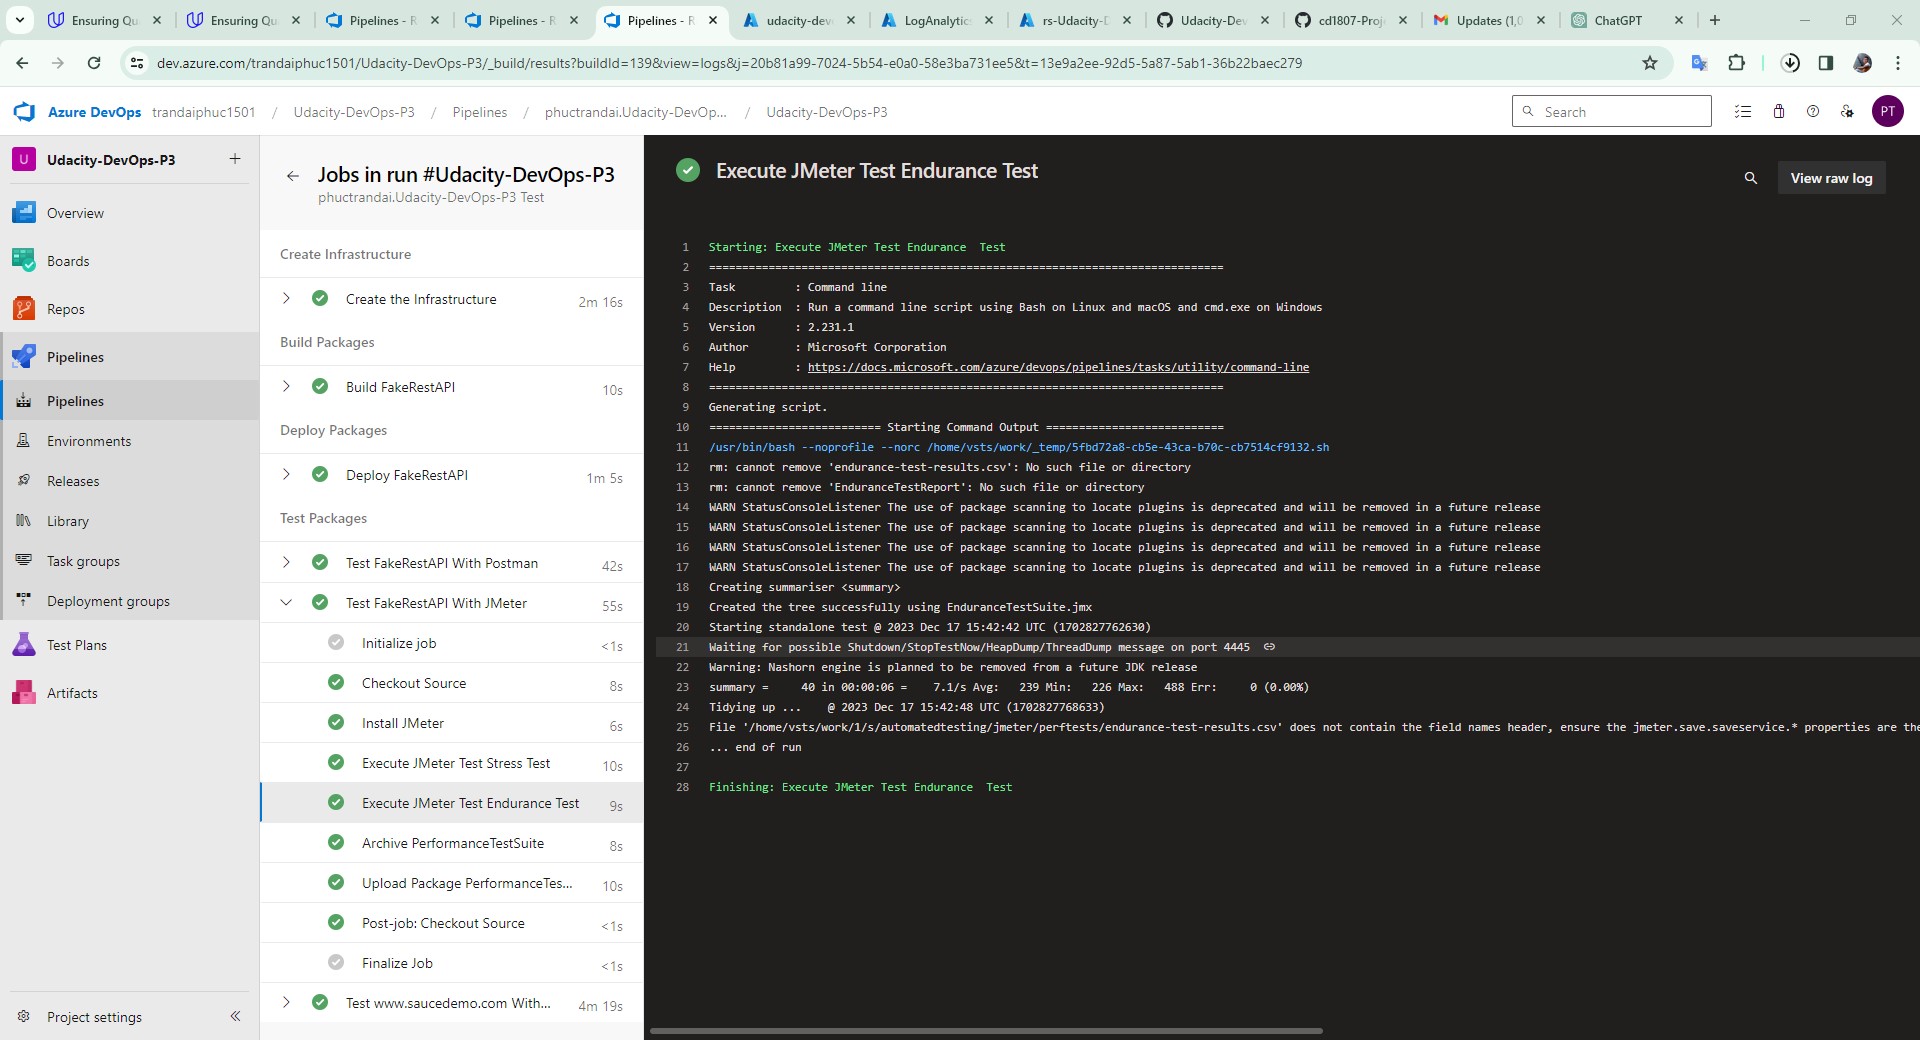 Ensuring Qu
Ensuring Qu
Pipelines - R
Pipelines - R
Pipelines - R
udacity-dev
LogAnalytic
rs-Udacity-D
Udacity-Dev
cd1807-Proj
Updates (1,0
ChatGPT
dev.azure.com/trandaiphuc1501/Udacity-DevOps-P3/_build/results?buildId=139&view=logs&j=20b81a99-7024-5b54-e0a0-58e3ba731ee5&t=13e9a2ee-92d5-5a87-5ab1-36b22baec279
Azure DevOps trandaiphuc1501 / Udacity-DevOps-P3 / Pipelines / phuctrandai.Udacity-DevOp... / Udacity-DevOps-P3
Search
PT
U Udacity-DevOps-P3
Overview
Boards
Repos
Pipelines
Pipelines
Environments
Releases
Library
Task groups
Deployment groups
Test Plans
Artifacts
Project settings
Jobs in run #Udacity-DevOps-P3
phuctrandai.Udacity-DevOps-P3 Test
Create Infrastructure
Create the Infrastructure 2m 16s
Build Packages
Build FakeRestAPI 10s
Deploy Packages
Deploy FakeRestAPI 1m 5s
Test Packages
Test FakeRestAPI With Postman 42s
Test FakeRestAPI With JMeter 55s
Initialize job <1s
Checkout Source 8s
Install JMeter 6s
Execute JMeter Test Stress Test 10s
Execute JMeter Test Endurance Test 9s
Archive PerformanceTestSuite 8s
Upload Package PerformanceTes... 10s
Post-job: Checkout Source <1s
Finalize Job <1s
Test www.saucedemo.com With... 4m 19s
Execute JMeter Test Endurance Test
View raw log
1 Starting: Execute JMeter Test Endurance  Test
2 ==============================================================================
3 Task         : Command line
4 Description  : Run a command line script using Bash on Linux and macOS and cmd.exe on Windows
5 Version      : 2.231.1
6 Author       : Microsoft Corporation
7 Help         : https://docs.microsoft.com/azure/devops/pipelines/tasks/utility/command-line
8 ==============================================================================
9 Generating script.
10 ========================== Starting Command Output ===========================
11 /usr/bin/bash --noprofile --norc /home/vsts/work/_temp/5fbd72a8-cb5e-43ca-b70c-cb7514cf9132.sh
12 rm: cannot remove 'endurance-test-results.csv': No such file or directory
13 rm: cannot remove 'EnduranceTestReport': No such file or directory
14 WARN StatusConsoleListener The use of package scanning to locate plugins is deprecated and will be removed in a future release
15 WARN StatusConsoleListener The use of package scanning to locate plugins is deprecated and will be removed in a future release
16 WARN StatusConsoleListener The use of package scanning to locate plugins is deprecated and will be removed in a future release
17 WARN StatusConsoleListener The use of package scanning to locate plugins is deprecated and will be removed in a future release
18 Creating summariser <summary>
19 Created the tree successfully using EnduranceTestSuite.jmx
20 Starting standalone test @ 2023 Dec 17 15:42:42 UTC (1702827762630)
21 Waiting for possible Shutdown/StopTestNow/HeapDump/ThreadDump message on port 4445
22 Warning: Nashorn engine is planned to be removed from a future JDK release
23 summary =     40 in 00:00:06 =    7.1/s Avg:   239 Min:   226 Max:   488 Err:     0 (0.00%)
24 Tidying up ...    @ 2023 Dec 17 15:42:48 UTC (1702827768633)
25 File '/home/vsts/work/1/s/automatedtesting/jmeter/perftests/endurance-test-results.csv' does not contain the field names header, ensure the jmeter.save.saveservice.* properties are the
26 ... end of run
27
28 Finishing: Execute JMeter Test Endurance  Test